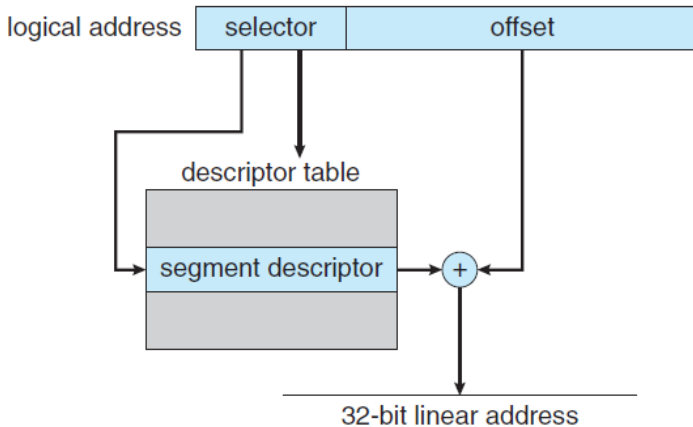 logical address selector offset
descriptor table
segment descriptor +
32-bit linear address